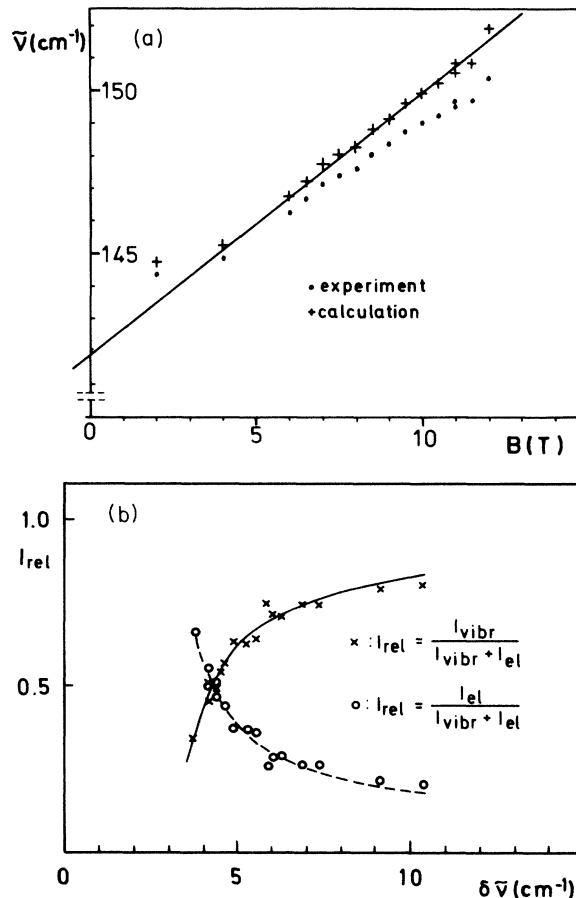 ṽ(cm⁻¹)
(a)
150
145
• experiment
+ calculation
0 5 10
B(T)
(b)
1.0
I_rel
0.5
x : I_rel = I_vibr / (I_vibr + I_el)
o : I_rel = I_el / (I_vibr + I_el)
0 0 5 10 δṽ(cm⁻¹)